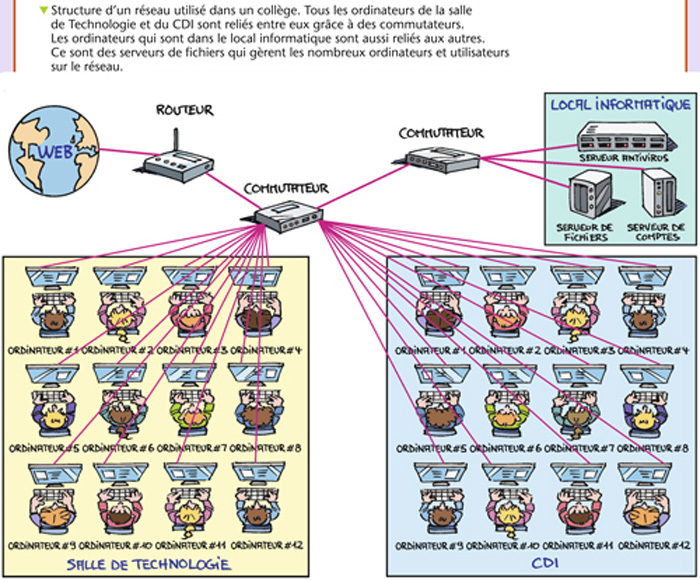 Structure d'un réseau utilisé dans un collège. Tous les ordinateurs de la salle
de Technologie et du CDI sont reliés entre eux grâce à des commutateurs.
Les ordinateurs qui sont dans le local informatique sont aussi reliés aux autres.
Ce sont des serveurs de fichiers qui gèrent les nombreux ordinateurs et utilisateurs
sur le réseau.
ROUTEUR
WEB
COMMUTATEUR
COMMUTATEUR
LOCAL INFORMATIQUE
SERVEUR ANTIVIRUS
SERVEUR DE
FICHIERS
SERVEUR DE
COMPTES
ORDINATEUR #1 ORDINATEUR #2 ORDINATEUR #3 ORDINATEUR #4
ORDINATEUR #5 ORDINATEUR #6 ORDINATEUR #7 ORDINATEUR #8
ORDINATEUR #9 ORDINATEUR #10 ORDINATEUR #11 ORDINATEUR #12
SALLE DE TECHNOLOGIE
ORDINATEUR #1 ORDINATEUR #2 ORDINATEUR #3 ORDINATEUR #4
ORDINATEUR #5 ORDINATEUR #6 ORDINATEUR #7 ORDINATEUR #8
ORDINATEUR #9 ORDINATEUR #10 ORDINATEUR #11 ORDINATEUR #12
CDI